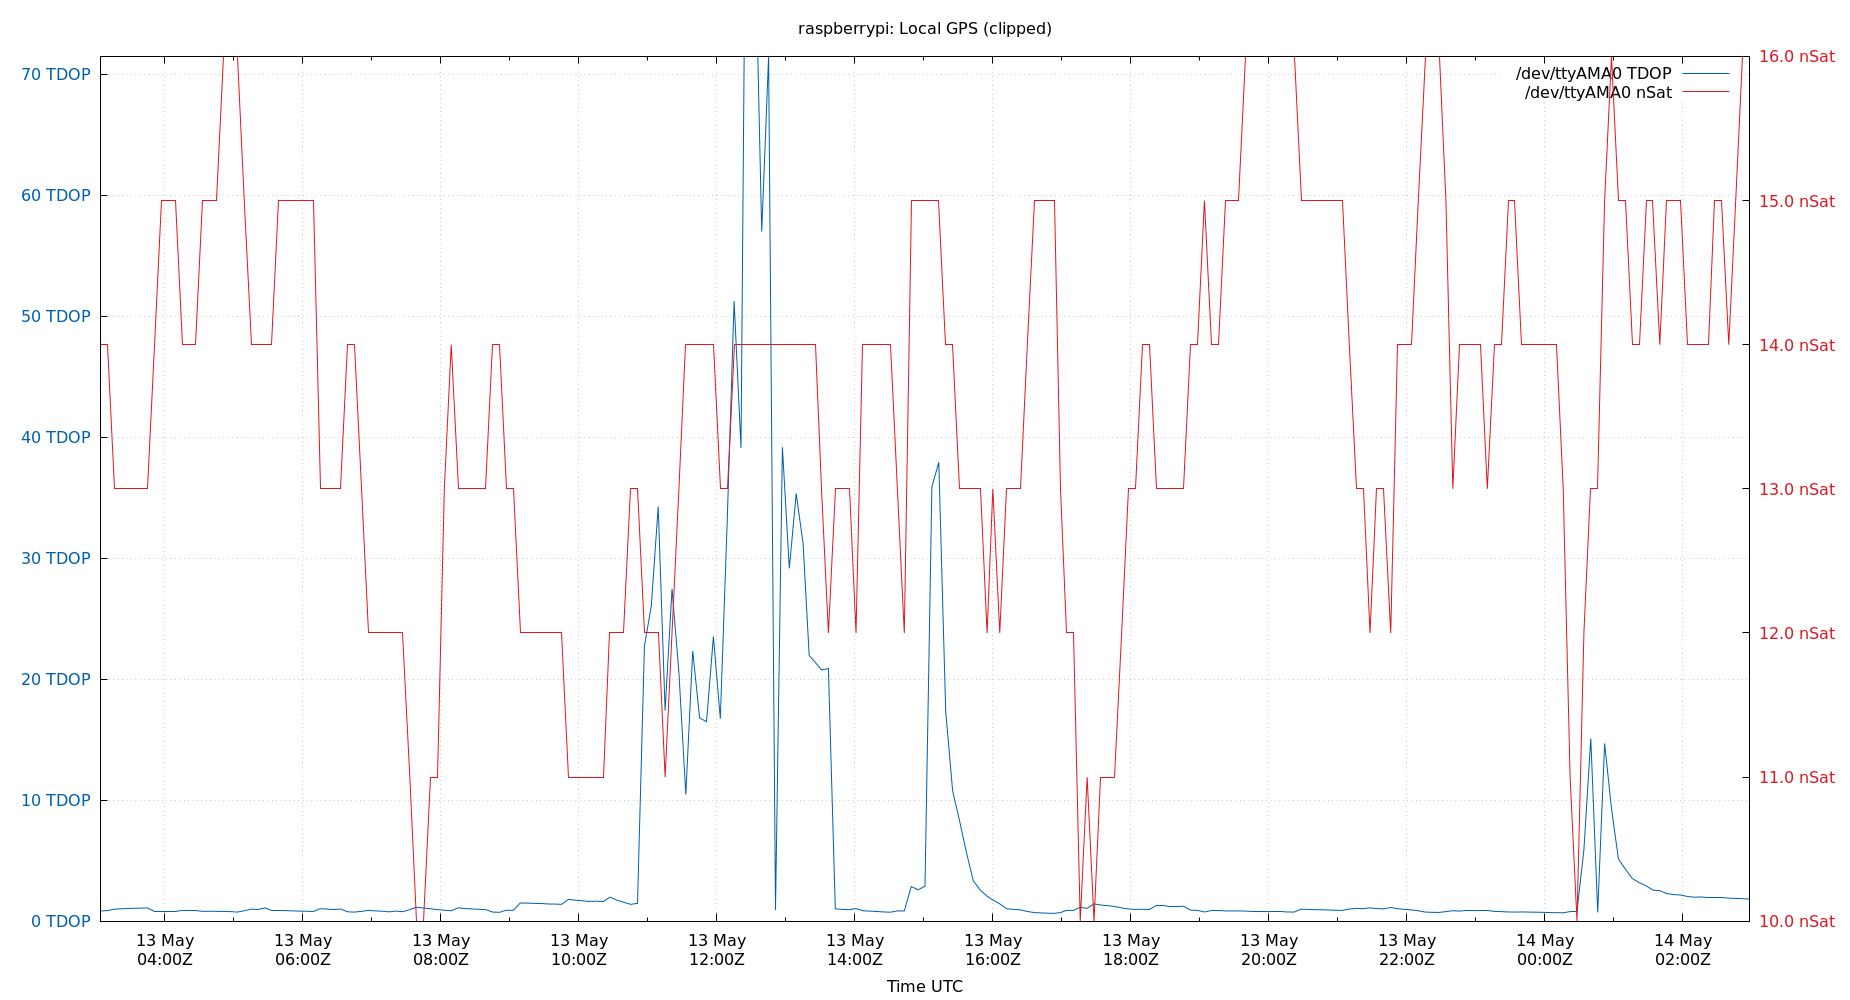 raspberrypi: Local GPS (clipped)
70 TDOP
60 TDOP
50 TDOP
40 TDOP
30 TDOP
20 TDOP
10 TDOP
0 TDOP
16.0 nSat
15.0 nSat
14.0 nSat
13.0 nSat
12.0 nSat
11.0 nSat
10.0 nSat
/dev/ttyAMA0 TDOP
/dev/ttyAMA0 nSat
13 May
04:00Z
13 May
06:00Z
13 May
08:00Z
13 May
10:00Z
13 May
12:00Z
13 May
14:00Z
13 May
16:00Z
13 May
18:00Z
13 May
20:00Z
13 May
22:00Z
14 May
00:00Z
14 May
02:00Z
Time UTC